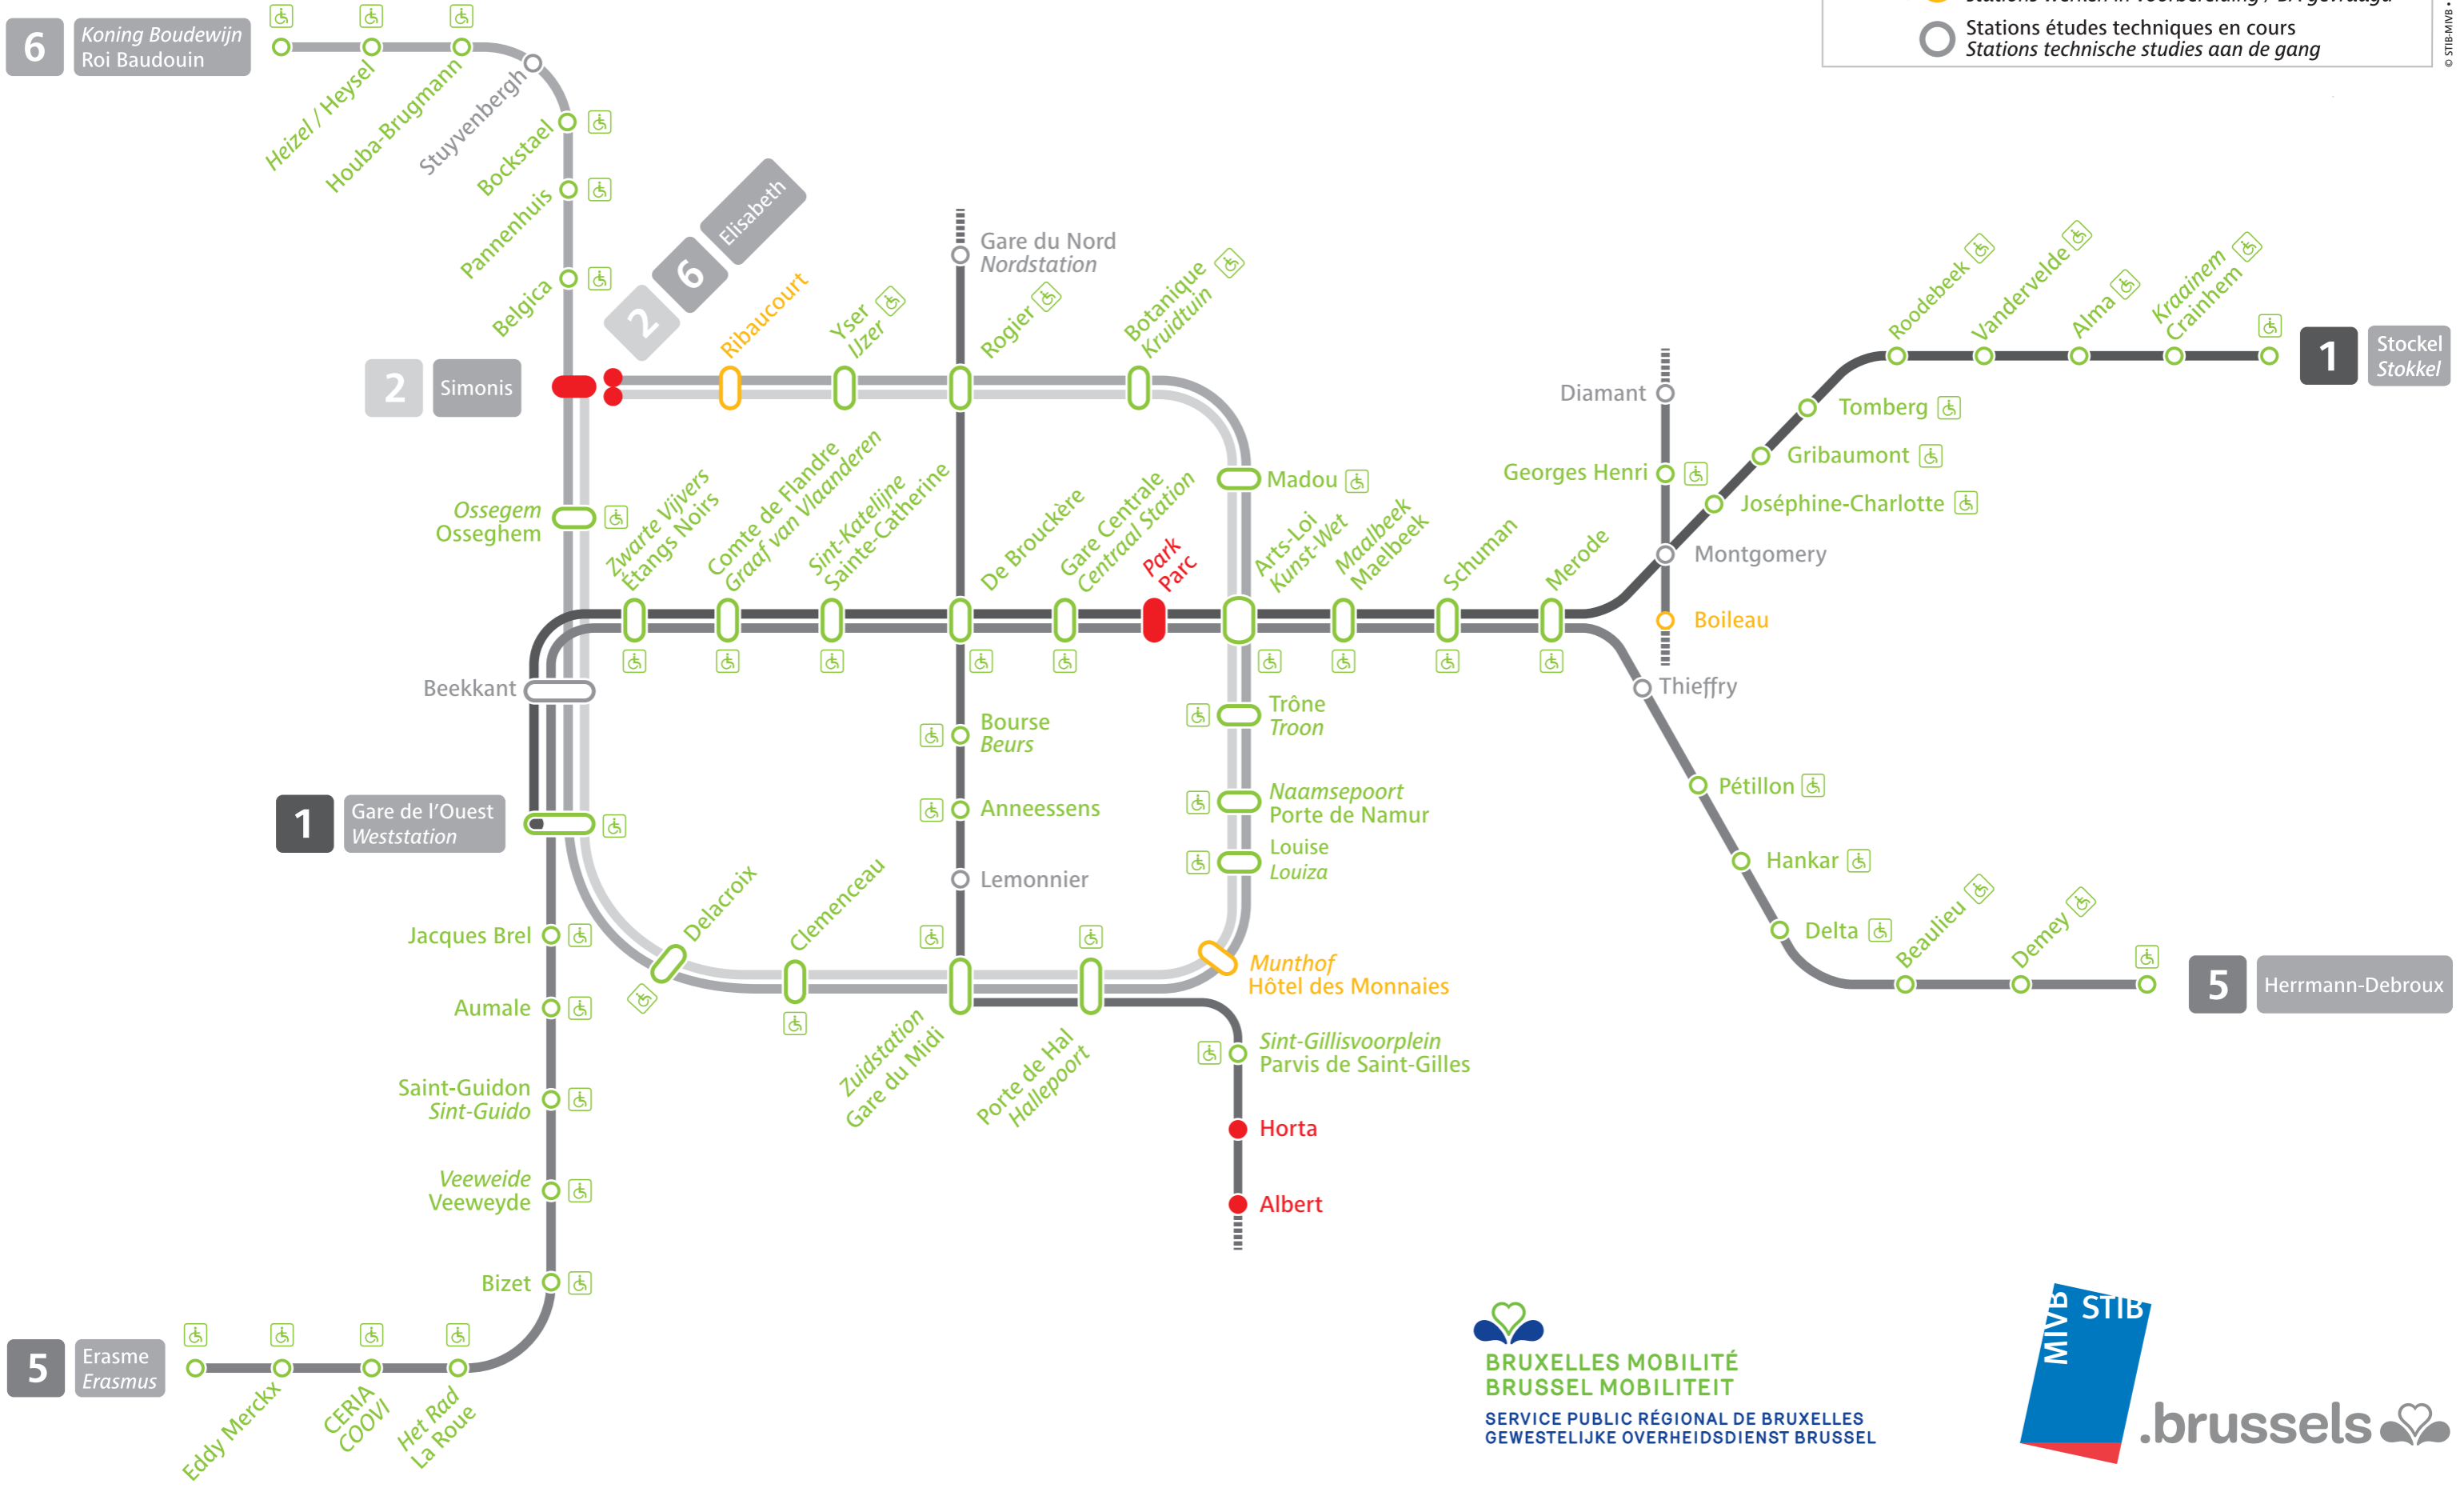 Stations études techniques en cours
Stations technische studies aan de gang
© STIB-MIVB •
6
Koning Boudewijn
Roi Baudouin
Heizel / Heysel
Houba-Brugmann
Stuyvenbergh
Bockstael
Pannenhuis
Belgica
2
6
Elisabeth
Ribaucourt
Yser
IJzer
Gare du Nord
Nordstation
Rogier
Botanique
Kruidtuin
Roodebeek
Vandervelde
Alma
Kraainem
Crainhem
1
Stockel
Stokkel
2
Simonis
Diamant
Tomberg
Gribaumont
Georges Henri
Joséphine-Charlotte
Madou
Ossegem
Osseghem
Zwarte Vijvers
Étangs Noirs
Comte de Flandre
Graaf van Vlaanderen
Sint-Katelijne
Sainte-Catherine
De Brouckère
Gare Centrale
Centraal Station
Park
Parc
Arts-Loi
Kunst-Wet
Maalbeek
Maelbeek
Schuman
Merode
Montgomery
Boileau
Beekkant
Thieffry
Trône
Troon
Bourse
Beurs
Pétillon
Naamsepoort
Porte de Namur
Anneessens
1
Gare de l'Ouest
Weststation
Louise
Louiza
Hankar
Lemonnier
Delacroix
Clemenceau
Delta
Beaulieu
Demey
Jacques Brel
Munthof
Hôtel des Monnaies
5
Herrmann-Debroux
Aumale
Zuidstation
Gare du Midi
Porte de Hal
Hallepoort
Sint-Gillisvoorplein
Parvis de Saint-Gilles
Saint-Guidon
Sint-Guido
Horta
Veeweide
Veeweyde
Albert
Bizet
5
Erasme
Erasmus
Eddy Merckx
CERIA
COOVI
Het Rad
La Roue
BRUXELLES MOBILITÉ
BRUSSEL MOBILITEIT
SERVICE PUBLIC RÉGIONAL DE BRUXELLES
GEWESTELIJKE OVERHEIDSDIENST BRUSSEL
MIVB
STIB
.brussels